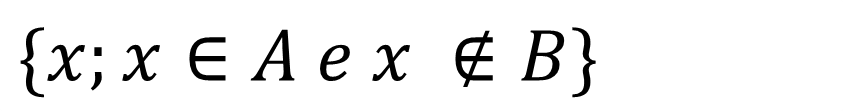 {x; x ∈ A e x ∉ B}